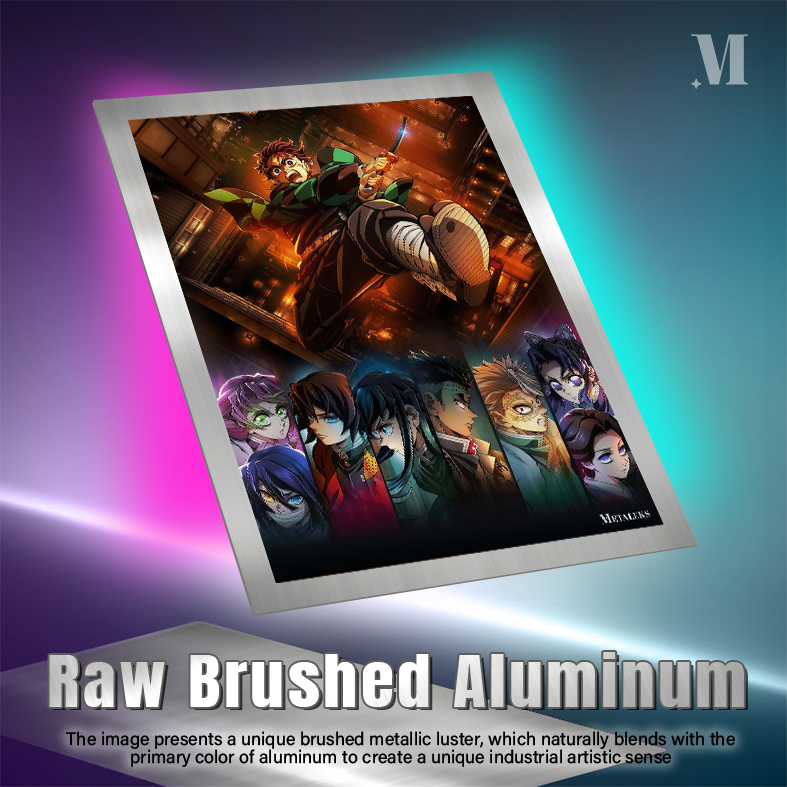 M
METALEKS
Raw Brushed Aluminum
The image presents a unique brushed metallic luster, which naturally blends with the
primary color of aluminum to create a unique industrial artistic sense